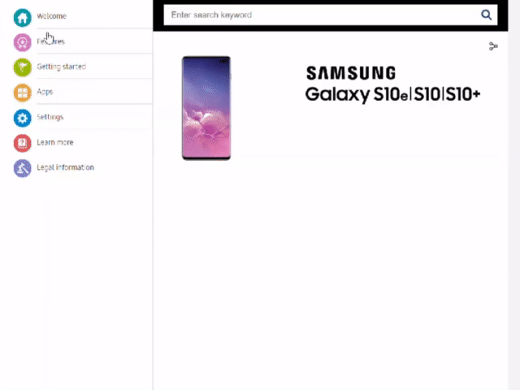 Welcome
Features
Getting started
Apps
Settings
Learn more
Legal information
Enter search keyword
SAMSUNG
Galaxy S10e|S10|S10+